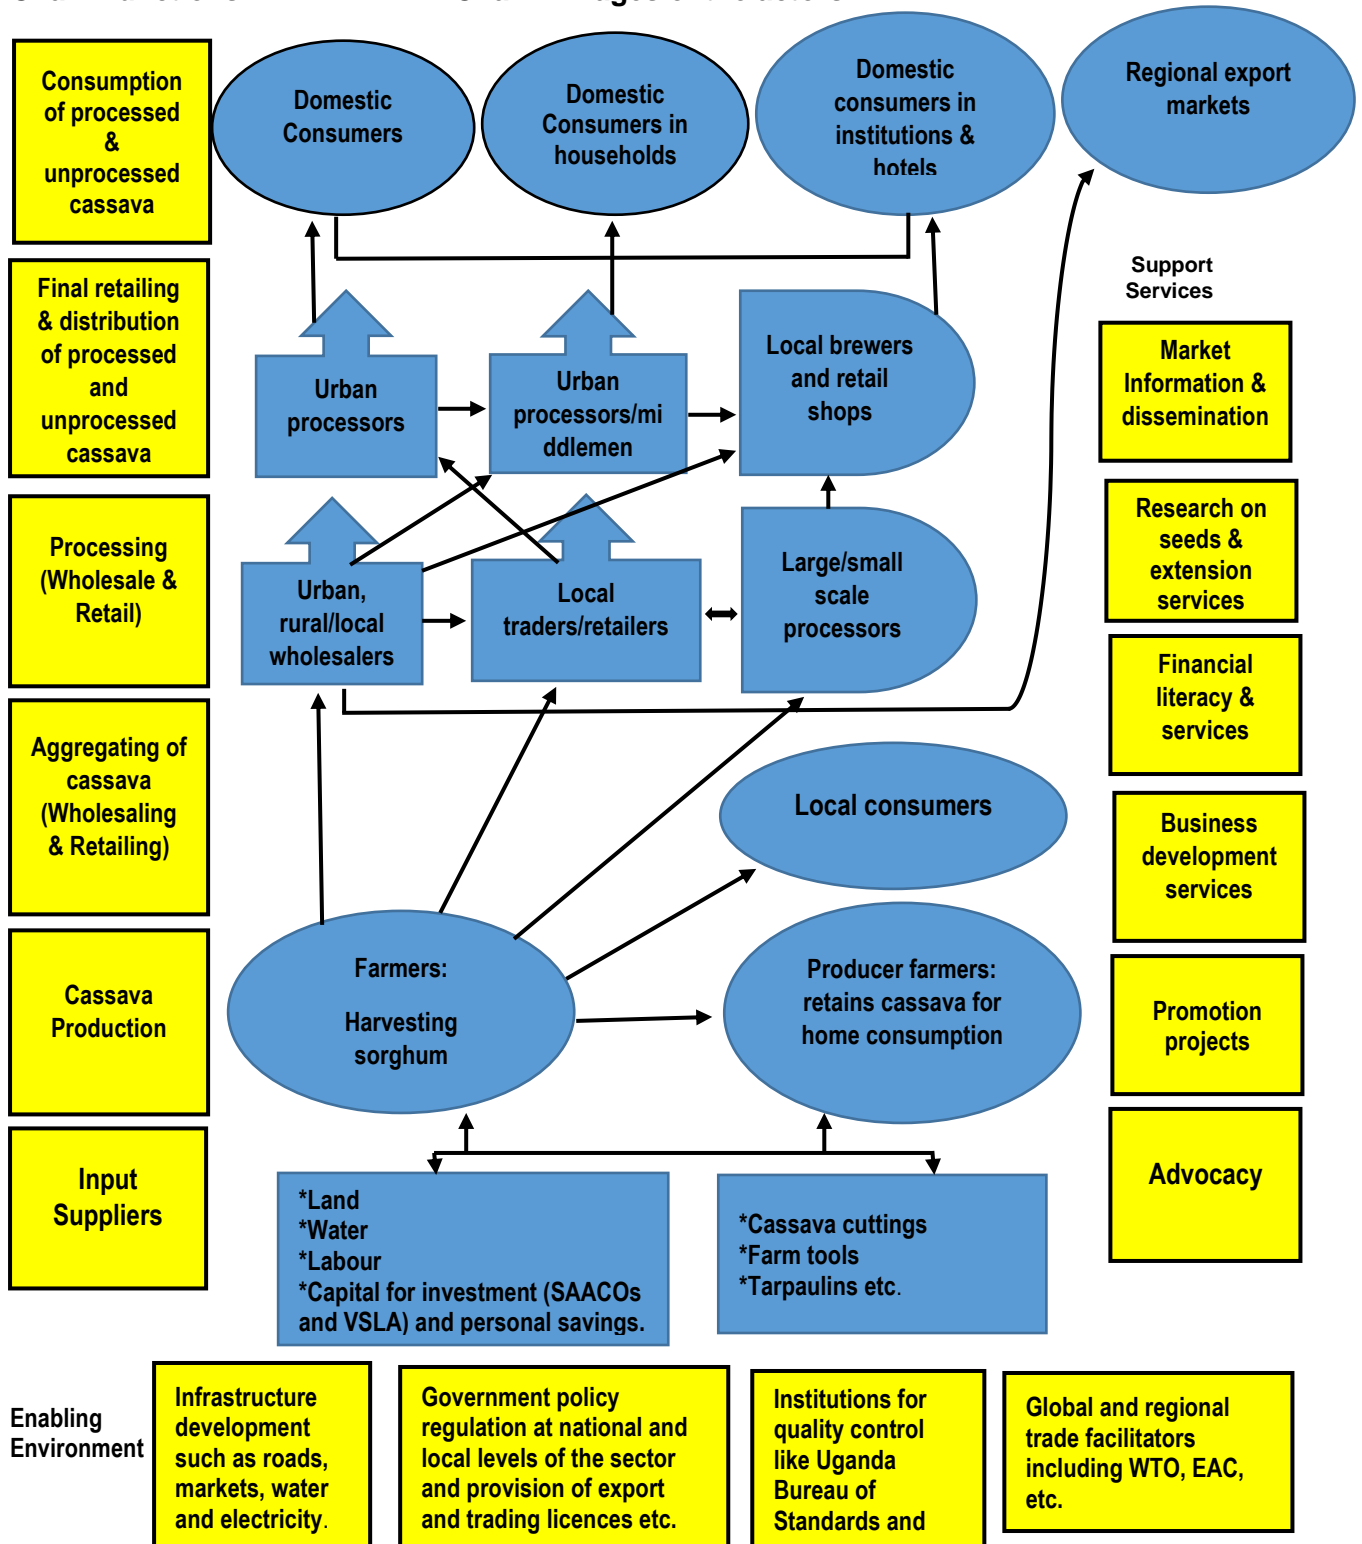 Consumption
of processed
&
unprocessed
cassava
Domestic
Consumers
Domestic
Consumers in
households
Domestic
consumers in
institutions &
hotels
Regional export
markets
Final retailing
& distribution
of processed
and
unprocessed
cassava
Urban
processors
Urban
processors/mi
ddlemen
Local brewers
and retail
shops
Support
Services
Market
Information &
dissemination
Processing
(Wholesale &
Retail)
Urban,
rural/local
wholesalers
Local
traders/retailers
Large/small
scale
processors
Research on
seeds &
extension
services
Financial
literacy &
services
Aggregating of
cassava
(Wholesaling
& Retailing)
Local consumers
Business
development
services
Cassava
Production
Farmers:
Harvesting
sorghum
Producer farmers:
retains cassava for
home consumption
Promotion
projects
Input
Suppliers
*Land
*Water
*Labour
*Capital for investment (SAACOs
and VSLA) and personal savings.
*Cassava cuttings
*Farm tools
*Tarpaulins etc.
Advocacy
Enabling
Environment
Infrastructure
development
such as roads,
markets, water
and electricity.
Government policy
regulation at national and
local levels of the sector
and provision of export
and trading licences etc.
Institutions for
quality control
like Uganda
Bureau of
Standards and
Global and regional
trade facilitators
including WTO, EAC,
etc.